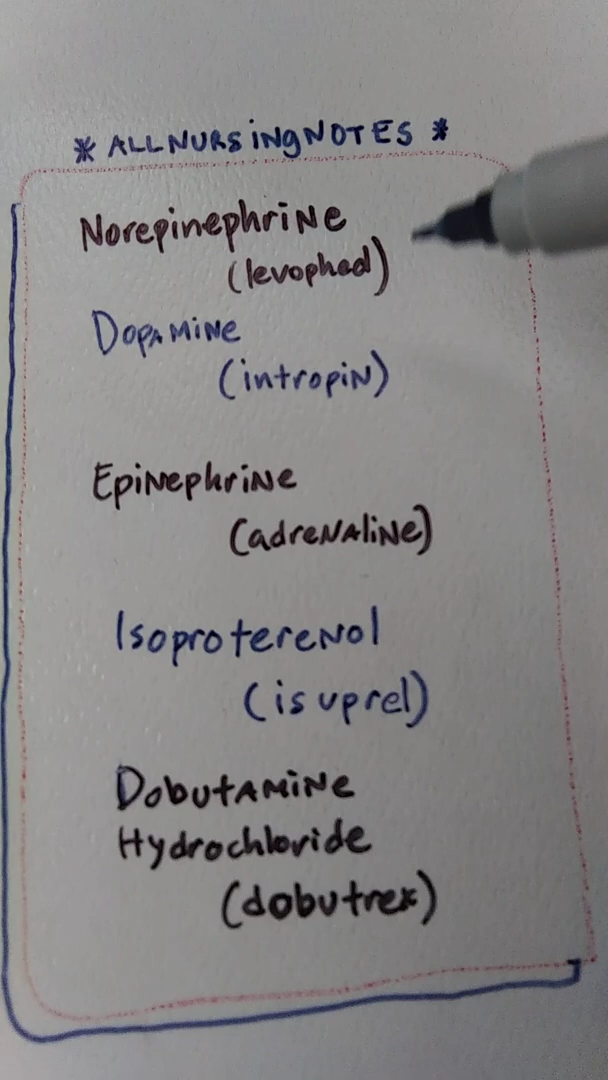 * ALLNURSINGNOTES *
Norepinephrine
(levophed)
Dopamine
(intropin)
Epinephrine
(adrenaline)
Isoproterenol
(isuprel)
Dobutamine
Hydrochloride
(dobutrex)